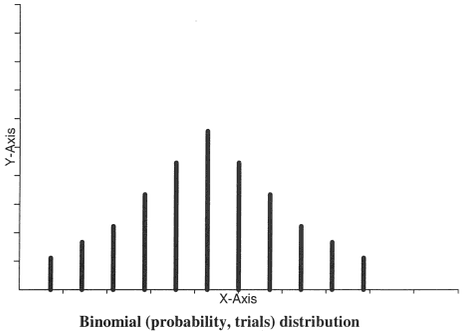 Y-Axis
X-Axis
Binomial (probability, trials) distribution